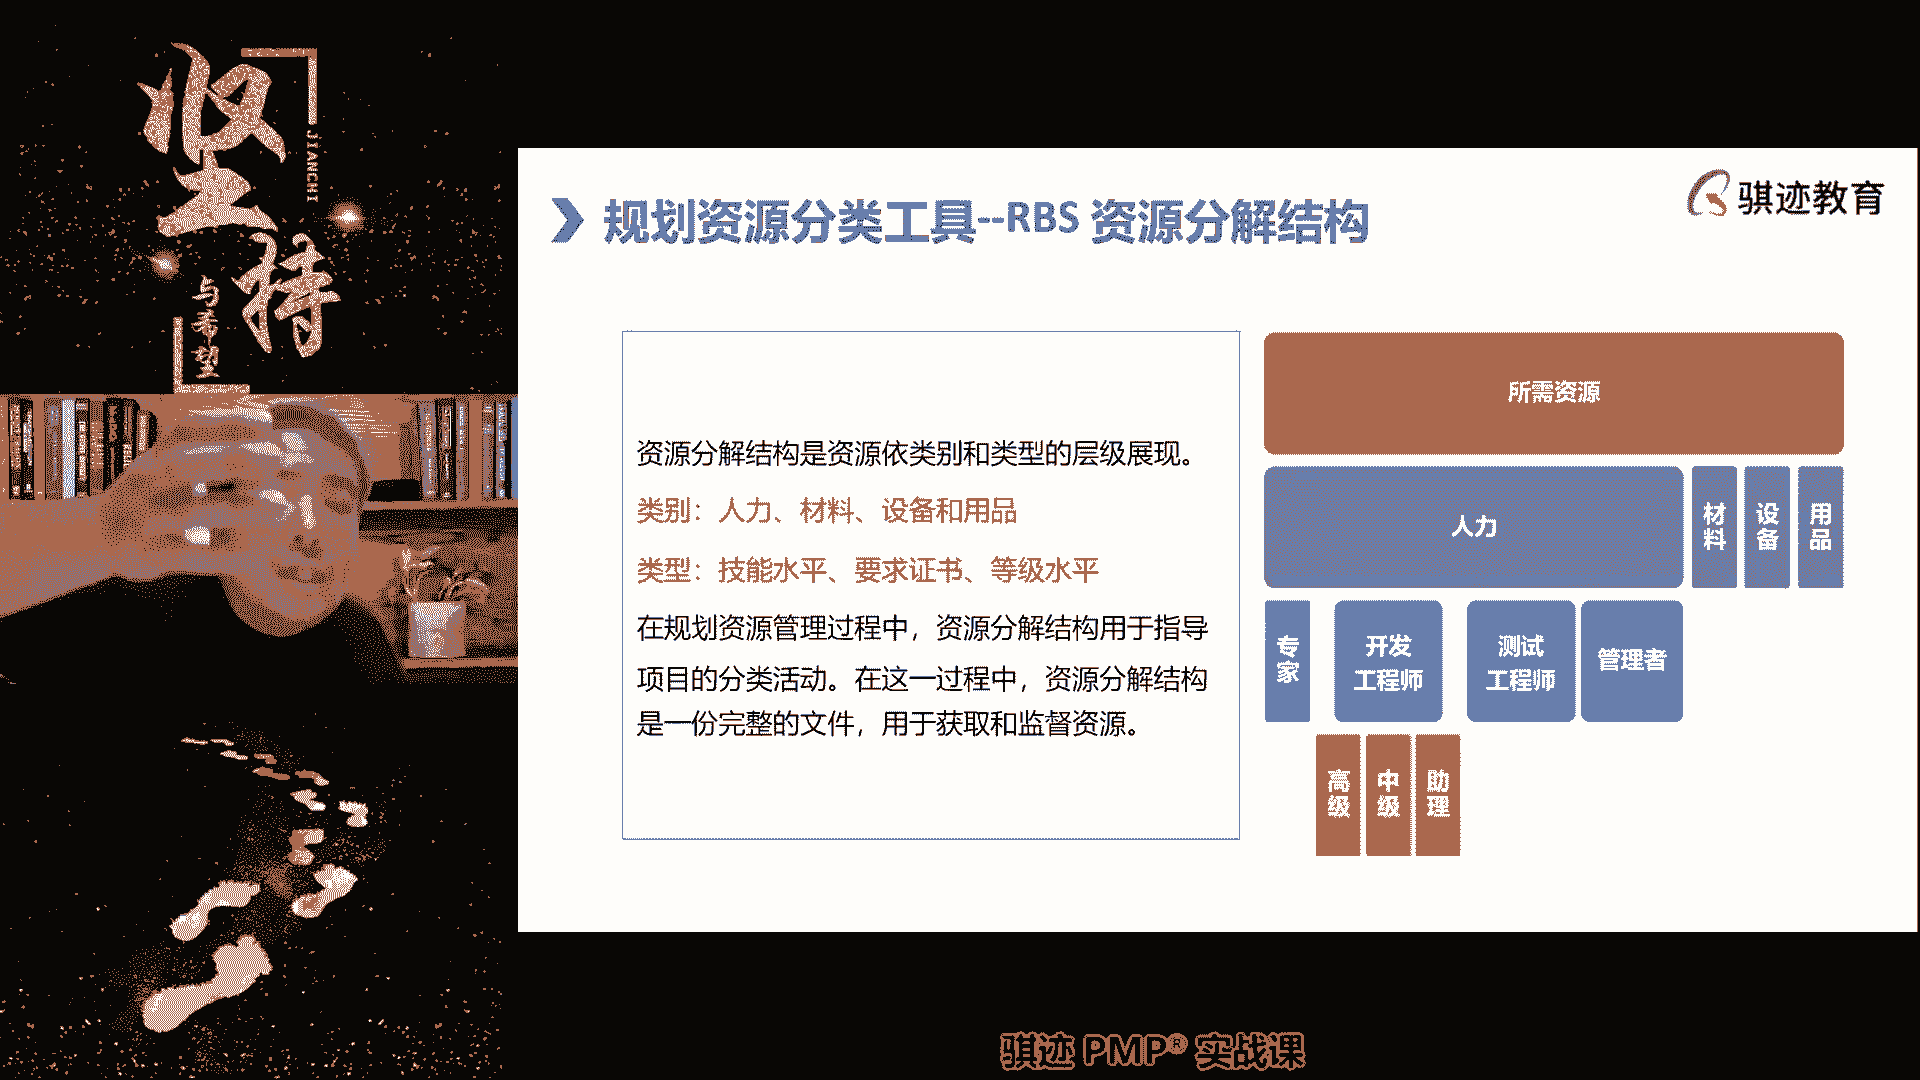 坚持
JIANCHI
与希望
规划资源分类工具--RBS 资源分解结构
骐迹教育
资源分解结构是资源依类别和类型的层级展现。
类别：人力、材料、设备和用品
类型：技能水平、要求证书、等级水平
在规划资源管理过程中，资源分解结构用于指导
项目的分类活动。在这一过程中，资源分解结构
是一份完整的文件，用于获取和监督资源。
所需资源
人力
材料
设备
用品
专家
开发
工程师
测试
工程师
管理者
高级
中级
助理
骐迹 PMP® 实战课